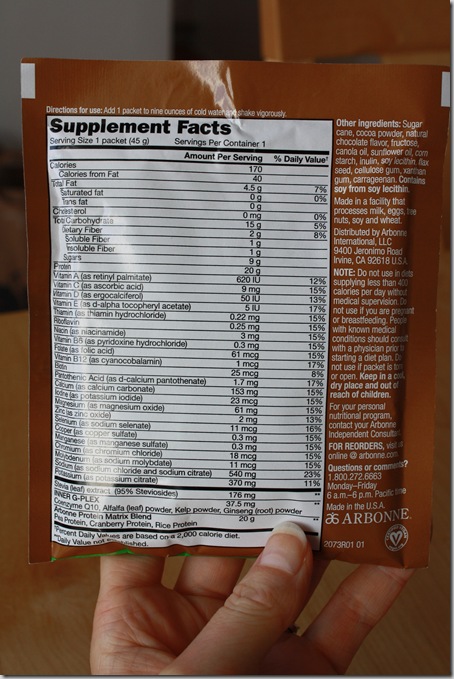 Directions for use: Add 1 packet to nine ounces of cold water and shake vigorously.
Supplement Facts
Serving Size 1 packet (45 g) Servings Per Container 1
Amount Per Serving % Daily Value†
Calories 170
Calories from Fat 40
Total Fat 4.5 g 7%
Saturated fat 0 g 0%
Trans fat 0 g
Cholesterol 0 mg 0%
Total Carbohydrate 15 g 5%
Dietary Fiber 2 g 8%
Soluble Fiber 1 g
Insoluble Fiber 1 g
Sugars 9 g
Protein 20 g
Vitamin A (as retinyl palmitate) 620 IU 12%
Vitamin C (as ascorbic acid) 9 mg 15%
Vitamin D (as ergocalciferol) 50 IU 13%
Vitamin E (as d-alpha tocopheryl acetate) 5 IU 17%
Thiamin (as thiamin hydrochloride) 0.22 mg 15%
Riboflavin 0.25 mg 15%
Niacin (as niacinamide) 3 mg 15%
Vitamin B6 (as pyridoxine hydrochloride) 0.3 mg 15%
Folate (as folic acid) 61 mcg 15%
Vitamin B12 (as cyanocobalamin) 1 mcg 17%
Biotin 25 mcg 8%
Pantothenic Acid (as d-calcium pantothenate) 1.7 mg 17%
Calcium (as calcium carbonate) 153 mg 15%
Iodine (as potassium iodide) 23 mcg 15%
Magnesium (as magnesium oxide) 61 mg 15%
Zinc (as zinc oxide) 2 mg 13%
Selenium (as sodium selenate) 11 mcg 16%
Copper (as copper sulfate) 0.3 mg 15%
Manganese (as manganese sulfate) 0.3 mg 15%
Chromium (as chromium chloride) 18 mcg 15%
Molybdenum (as sodium molybdate) 11 mcg 15%
Sodium (as sodium chloride and sodium citrate) 540 mg 23%
Potassium (as potassium citrate) 370 mg 11%
Stevia (leaf) extract (95% Steviosides) 176 mg **
INNER G-PLEX 37.5 mg **
Coenzyme Q10, Alfalfa (leaf) powder, Kelp powder, Ginseng (root) powder
Arbonne Protein Matrix Blend 20 g **
Pea Protein, Cranberry Protein, Rice Protein
†Percent Daily Values are based on a 2,000 calorie diet.
Daily Value not established.
Other ingredients: Sugar
cane, cocoa powder, natural
chocolate flavor, fructose,
canola oil, sunflower oil, corn
starch, inulin, soy lecithin, flax
seed, cellulose gum, xanthan
gum, carrageenan. Contains
soy from soy lecithin.
Made in a facility that
processes milk, eggs, tree
nuts, soy and wheat.
Distributed by Arbonne
International, LLC
9400 Jeronimo Road
Irvine, CA 92618 U.S.A.
NOTE: Do not use in diets
supplying less than 400
calories per day without
medical supervision. Do
not use if you are pregnant
or breastfeeding. People
with known medical
conditions should consult
with a physician prior to
starting a diet plan. Do
not use if packet is torn
or open. Keep in a cool,
dry place and out of
reach of children.
For your personal
nutritional program,
contact your Arbonne
Independent Consultant.
FOR REORDERS, visit us
online @ arbonne.com.
Questions or comments?
1.800.272.6663
Monday–Friday
6 a.m.–6 p.m. Pacific time
Made in the U.S.A.
ARBONNE.
2073R01 01